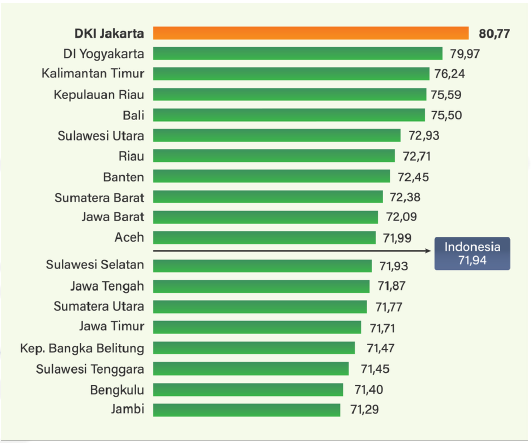 DKI Jakarta 80,77
DI Yogyakarta 79,97
Kalimantan Timur 76,24
Kepulauan Riau 75,59
Bali 75,50
Sulawesi Utara 72,93
Riau 72,71
Banten 72,45
Sumatera Barat 72,38
Jawa Barat 72,09
Aceh 71,99
Indonesia
71,94
Sulawesi Selatan 71,93
Jawa Tengah 71,87
Sumatera Utara 71,77
Jawa Timur 71,71
Kep. Bangka Belitung 71,47
Sulawesi Tenggara 71,45
Bengkulu 71,40
Jambi 71,29